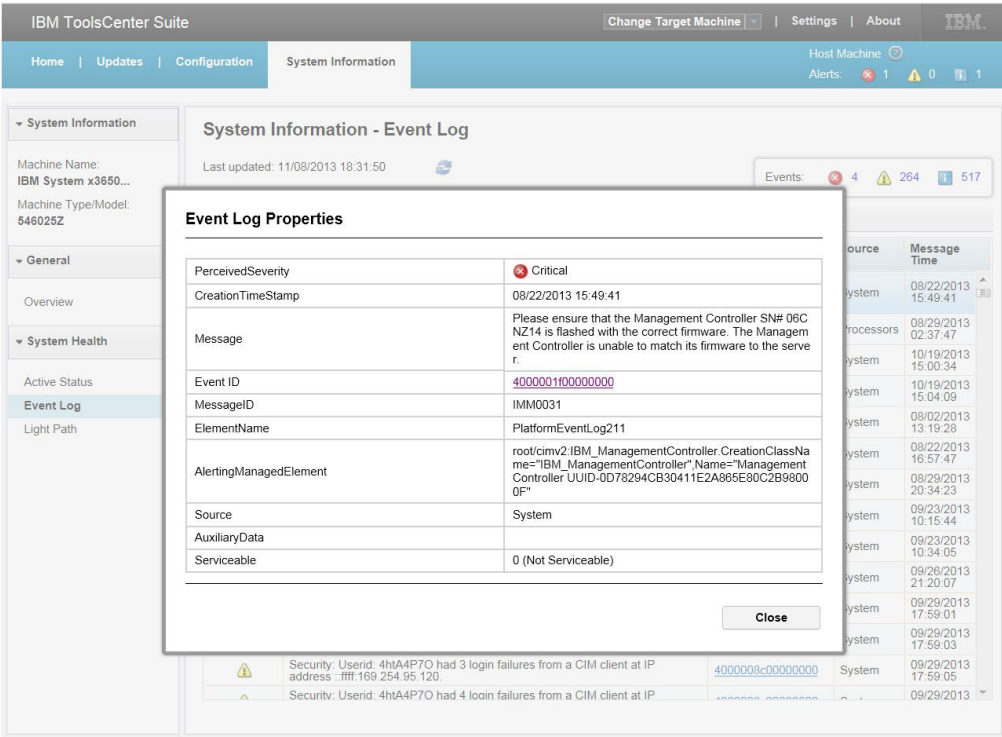 IBM ToolsCenter Suite
Change Target Machine | Settings | About IBM.
Home | Updates | Configuration System Information
Host Machine
Alerts: 1 0 1
System Information
Machine Name:
IBM System x3650...
Machine Type/Model:
546025Z
General
Overview
System Health
Active Status
Event Log
Light Path
System Information - Event Log
Last updated: 11/08/2013 18:31:50
Events: 4 264 517
Event Log Properties
PerceivedSeverity Critical
CreationTimeStamp 08/22/2013 15:49:41
Message Please ensure that the Management Controller SN# 06C
NZ14 is flashed with the correct firmware. The Managem
ent Controller is unable to match its firmware to the serve
r.
Event ID 4000001f00000000
MessageID IMM0031
ElementName PlatformEventLog211
AlertingManagedElement root/cimv2:IBM_ManagementController.CreationClassNa
me="IBM_ManagementController",Name="Management
Controller UUID-0D78294CB30411E2A865E80C2B9800
0F"
Source System
AuxiliaryData
Serviceable 0 (Not Serviceable)
Close
ource Message
Time
ystem 08/22/2013
15:49:41
rocessors 08/29/2013
02:37:47
ystem 10/19/2013
15:00:34
ystem 10/19/2013
15:04:09
ystem 08/02/2013
13:19:28
ystem 08/22/2013
16:57:47
ystem 08/29/2013
20:34:23
ystem 09/23/2013
10:15:44
ystem 09/23/2013
10:34:05
ystem 09/26/2013
21:20:07
ystem 09/29/2013
17:59:01
ystem 09/29/2013
17:59:03
Security: Userid: 4htA4P7O had 3 login failures from a CIM client at IP
address ::ffff:169.254.95.120.
4000008c00000000 System 09/29/2013
17:59:05
Security: Userid: 4htA4P7O had 4 login failures from a CIM client at IP
09/29/2013